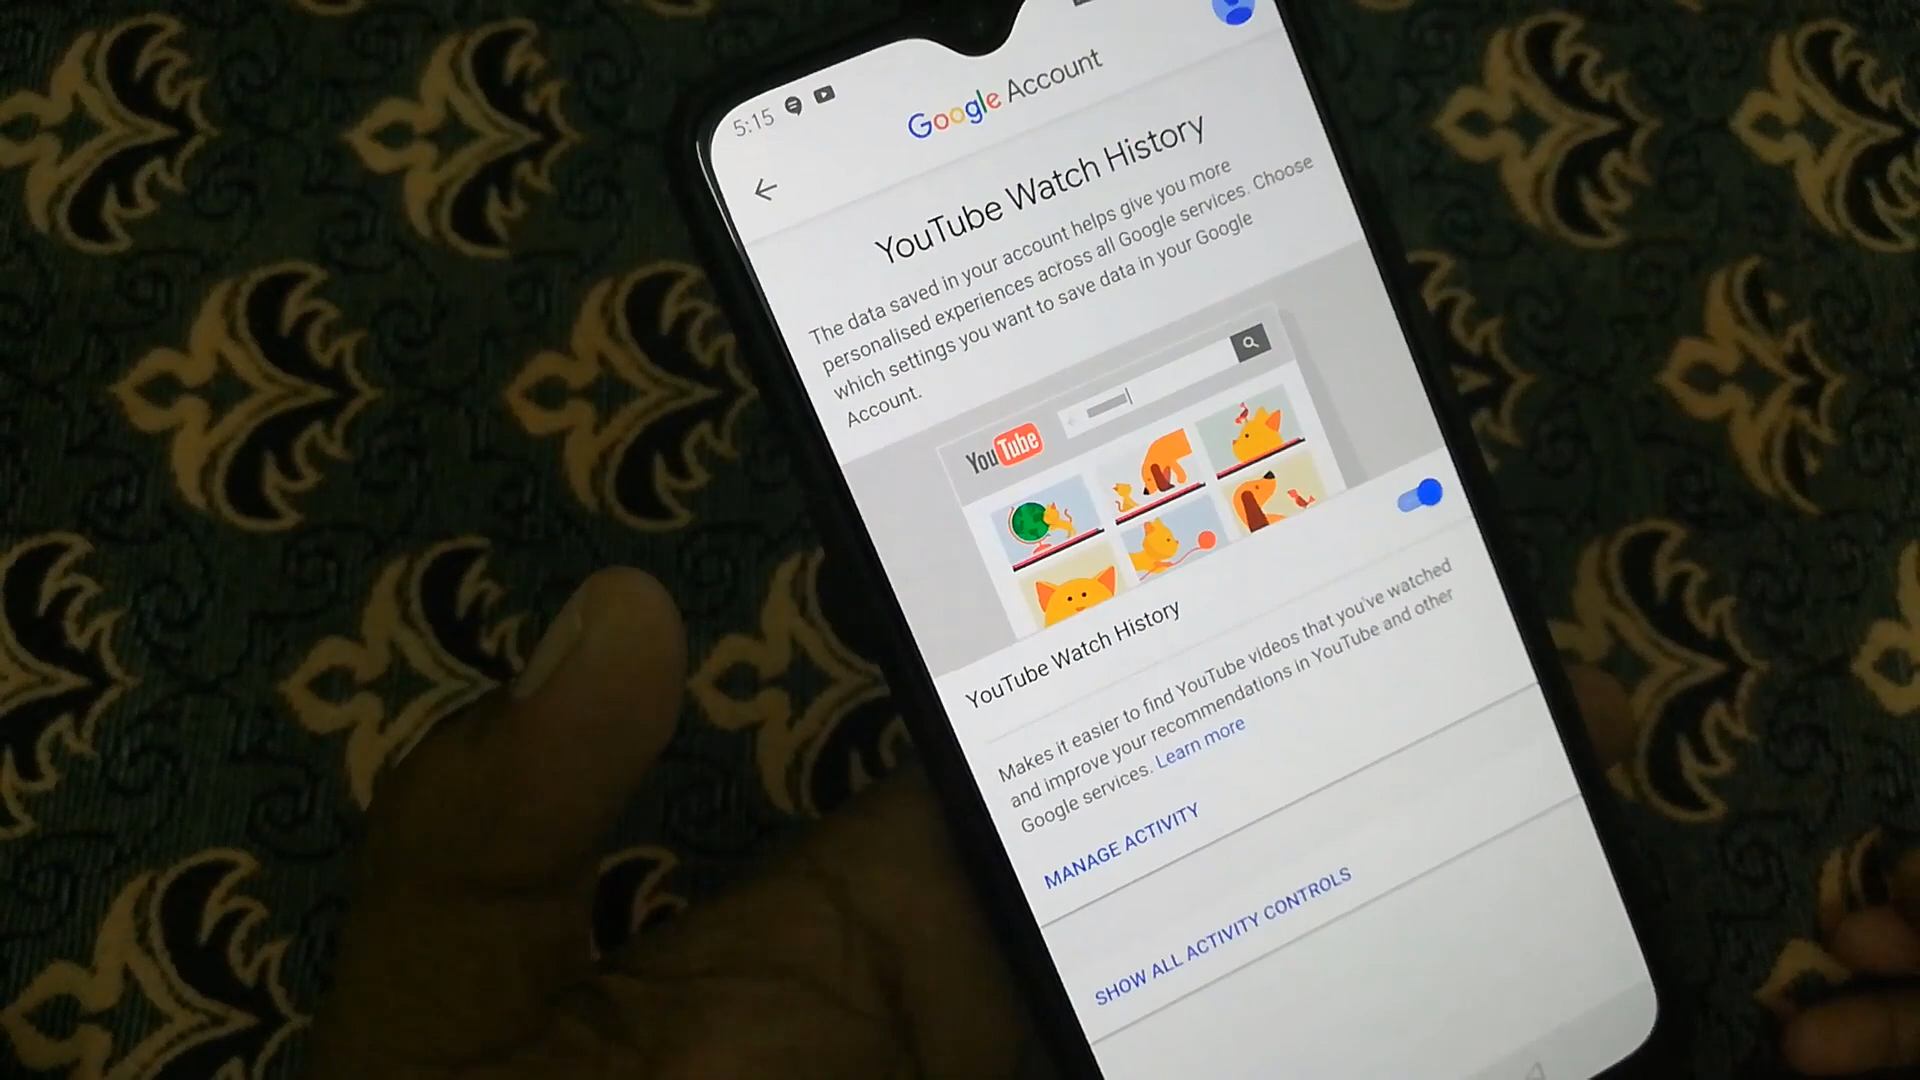 5:15
Google Account
YouTube Watch History
The data saved in your account helps give you more
personalised experiences across all Google services. Choose
which settings you want to save data in your Google
Account.
YouTube
YouTube Watch History
Makes it easier to find YouTube videos that you've watched
and improve your recommendations in YouTube and other
Google services. Learn more
MANAGE ACTIVITY
SHOW ALL ACTIVITY CONTROLS